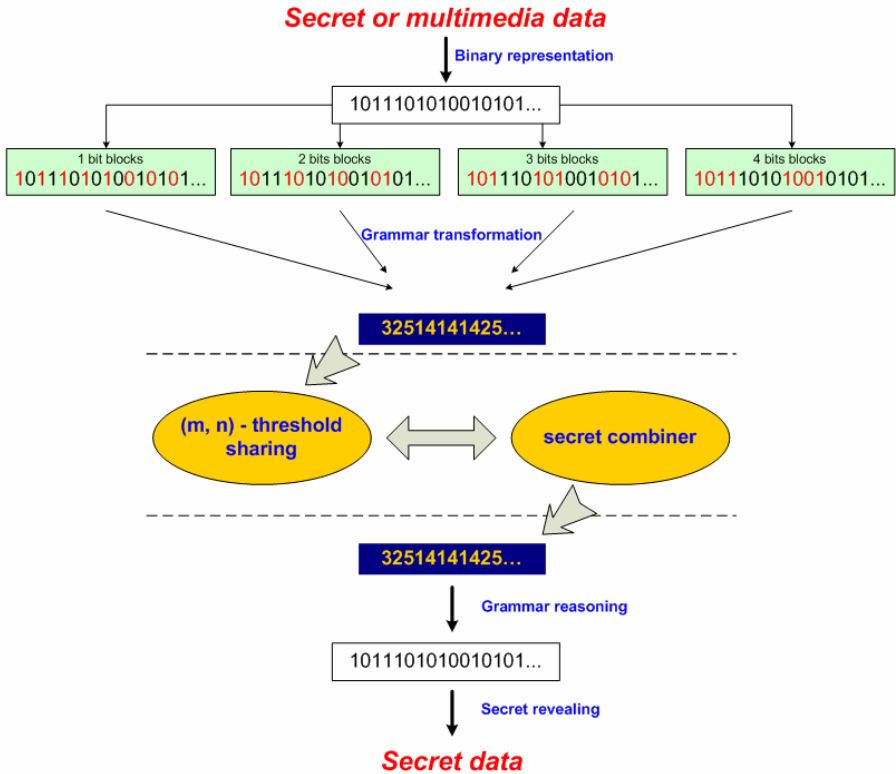 Secret or multimedia data
Binary representation
1011101010010101...
1 bit blocks
1011101010010101...
2 bits blocks
1011101010010101...
3 bits blocks
1011101010010101...
4 bits blocks
1011101010010101...
Grammar transformation
32514141425...
(m, n) - threshold
sharing
secret combiner
32514141425...
Grammar reasoning
1011101010010101...
Secret revealing
Secret data